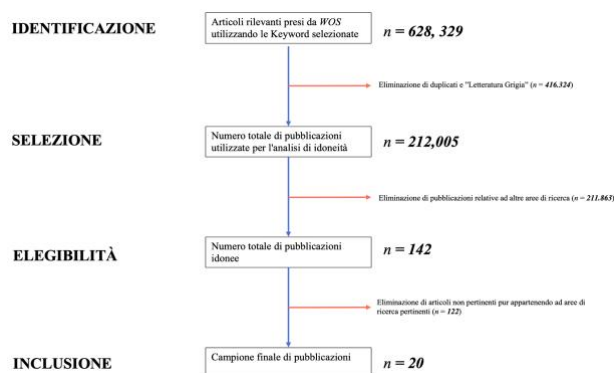 IDENTIFICAZIONE
Articoli rilevanti presi da WOS
utilizzando le Keyword selezionate
n = 628, 329
Eliminazione di duplicati e "Letteratura Grigia" (n = 416.324)
SELEZIONE
Numero totale di pubblicazioni
utilizzate per l'analisi di idoneità
n = 212,005
Eliminazione di pubblicazioni relative ad altre aree di ricerca (n = 211.863)
ELEGIBILITÀ
Numero totale di pubblicazioni
idonee
n = 142
Eliminazione di articoli non pertinenti pur appartenendo ad aree di
ricerca pertinenti (n = 122)
INCLUSIONE
Campione finale di pubblicazioni
n = 20